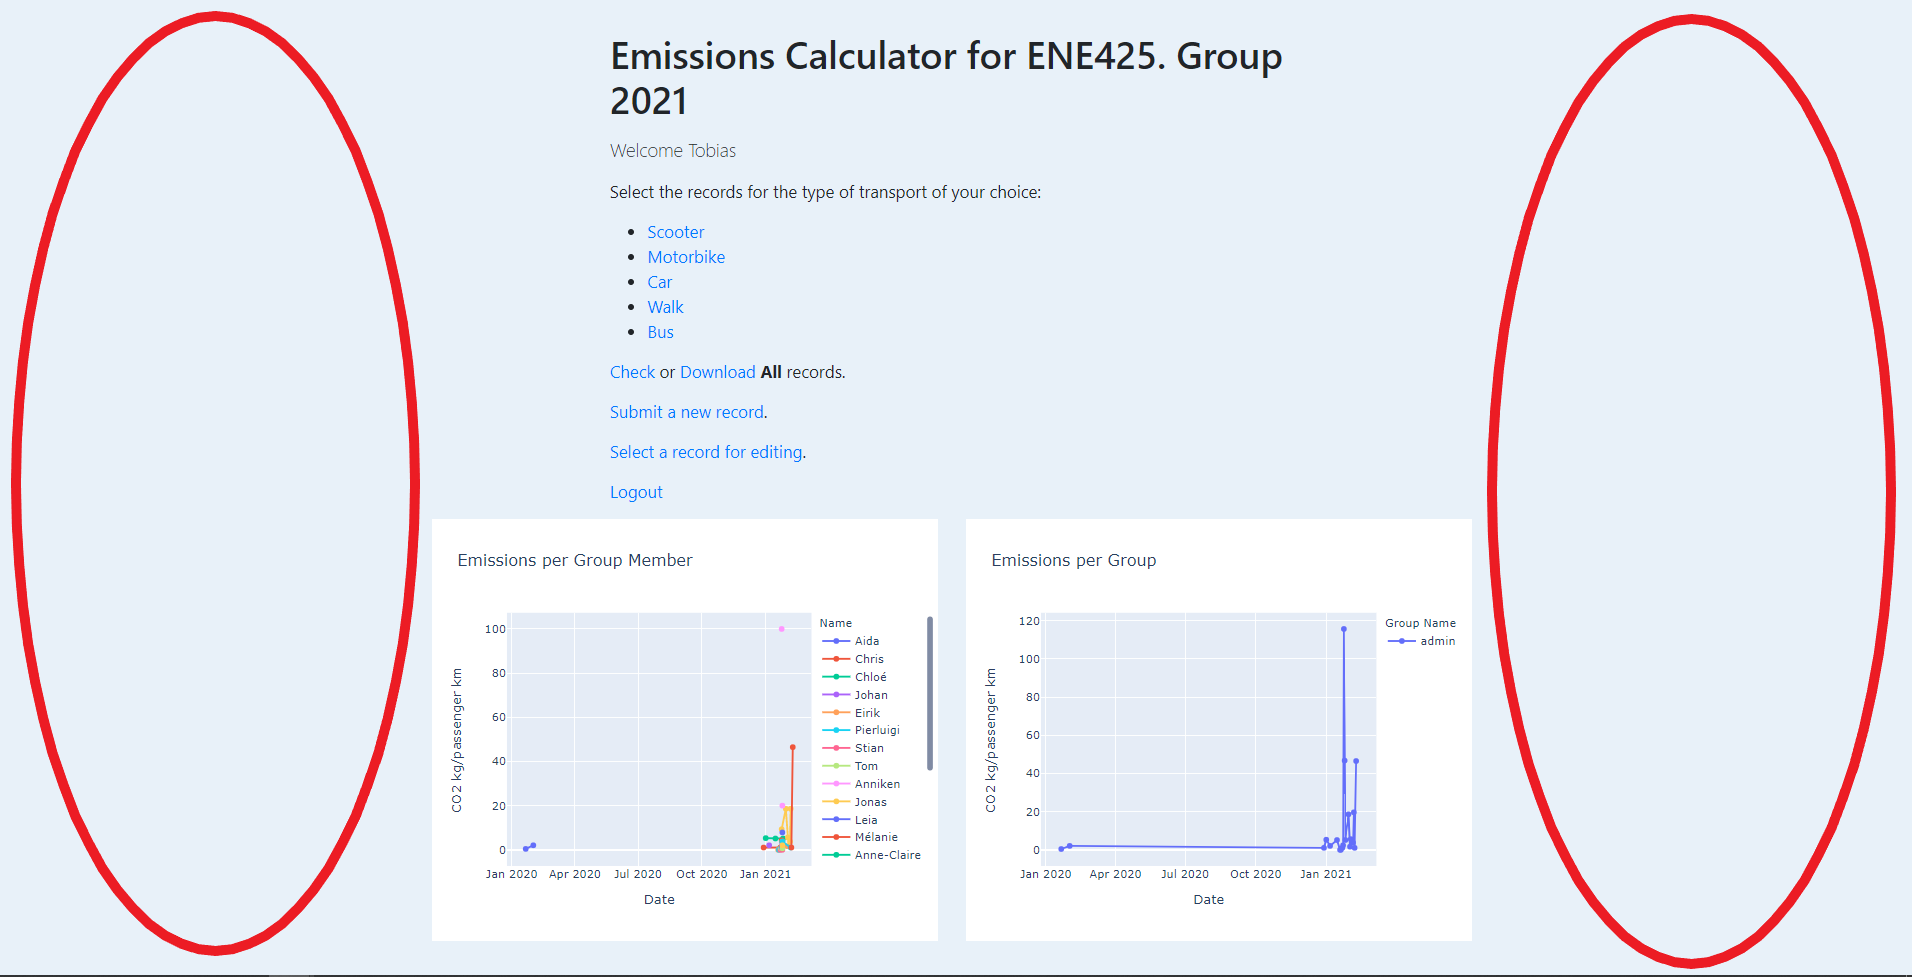 Emissions Calculator for ENE425. Group
2021
Welcome Tobias
Select the records for the type of transport of your choice:
Scooter
Motorbike
Car
Walk
Bus
Check or Download All records.
Submit a new record.
Select a record for editing.
Logout
Emissions per Group Member
CO2 kg/passenger km
100
80
60
40
20
0
Jan 2020 Apr 2020 Jul 2020 Oct 2020 Jan 2021
Date
Name
Aida
Chris
Chloé
Johan
Eirik
Pierluigi
Stian
Tom
Anniken
Jonas
Leia
Mélanie
Anne-Claire
Emissions per Group
CO2 kg/passenger km
120
100
80
60
40
20
0
Jan 2020 Apr 2020 Jul 2020 Oct 2020 Jan 2021
Date
Group Name
admin